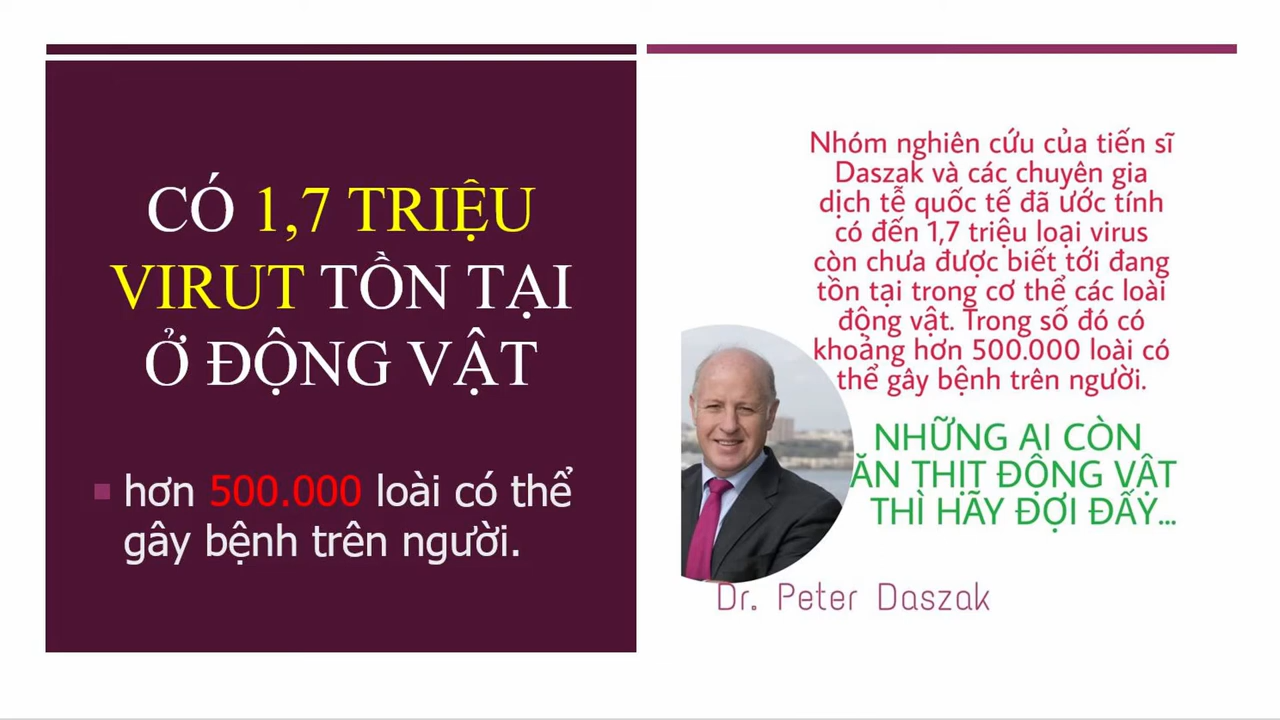 CÓ 1,7 TRIỆU
VIRUT TỒN TẠI
Ở ĐỘNG VẬT
hơn 500.000 loài có thể
gây bệnh trên người.
Nhóm nghiên cứu của tiến sĩ
Daszak và các chuyên gia
dịch tễ quốc tế đã ước tính
có đến 1,7 triệu loại virus
còn chưa được biết tới đang
tồn tại trong cơ thể các loài
động vật. Trong số đó có
khoảng hơn 500.000 loài có
thể gây bệnh trên người.
NHỮNG AI CÒN
ĂN THỊT ĐỘNG VẬT
THÌ HÃY ĐỢI ĐẤY...
Dr. Peter Daszak